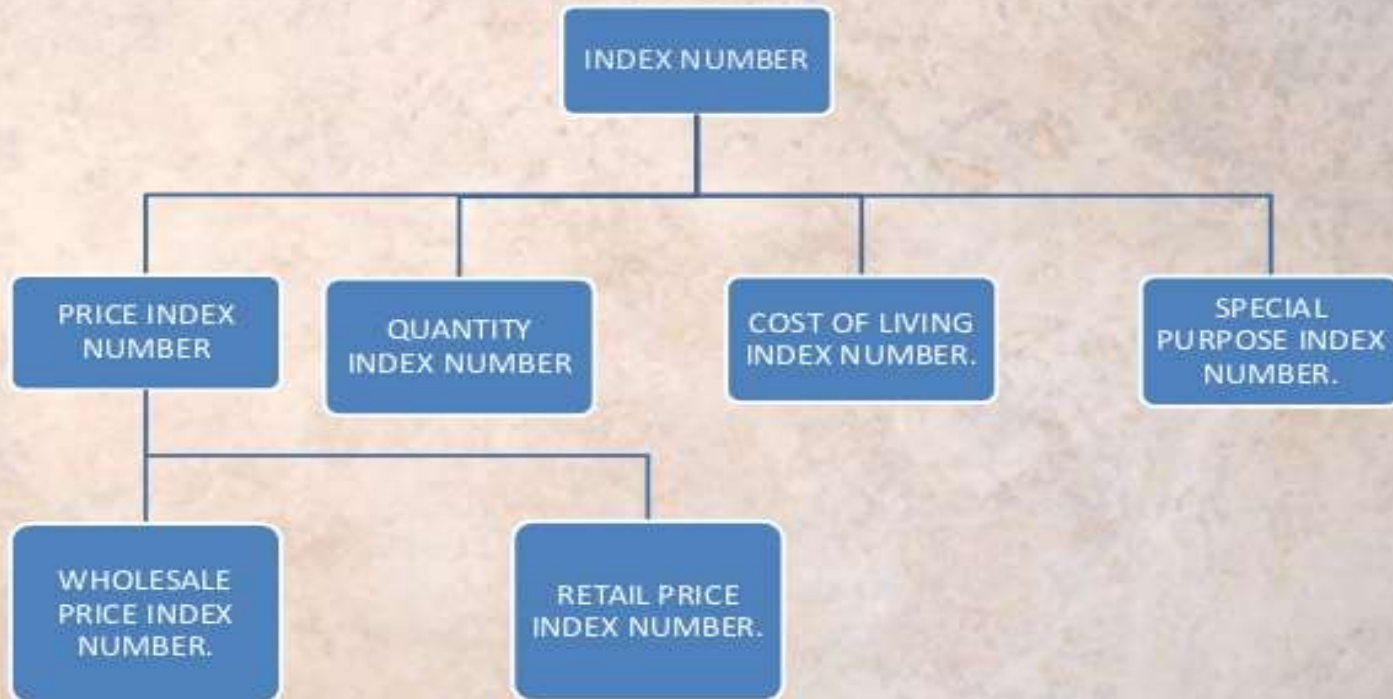 INDEX NUMBER
PRICE INDEX
NUMBER
QUANTITY
INDEX NUMBER
COST OF LIVING
INDEX NUMBER.
SPECIAL
PURPOSE INDEX
NUMBER.
WHOLESALE
PRICE INDEX
NUMBER.
RETAIL PRICE
INDEX NUMBER.